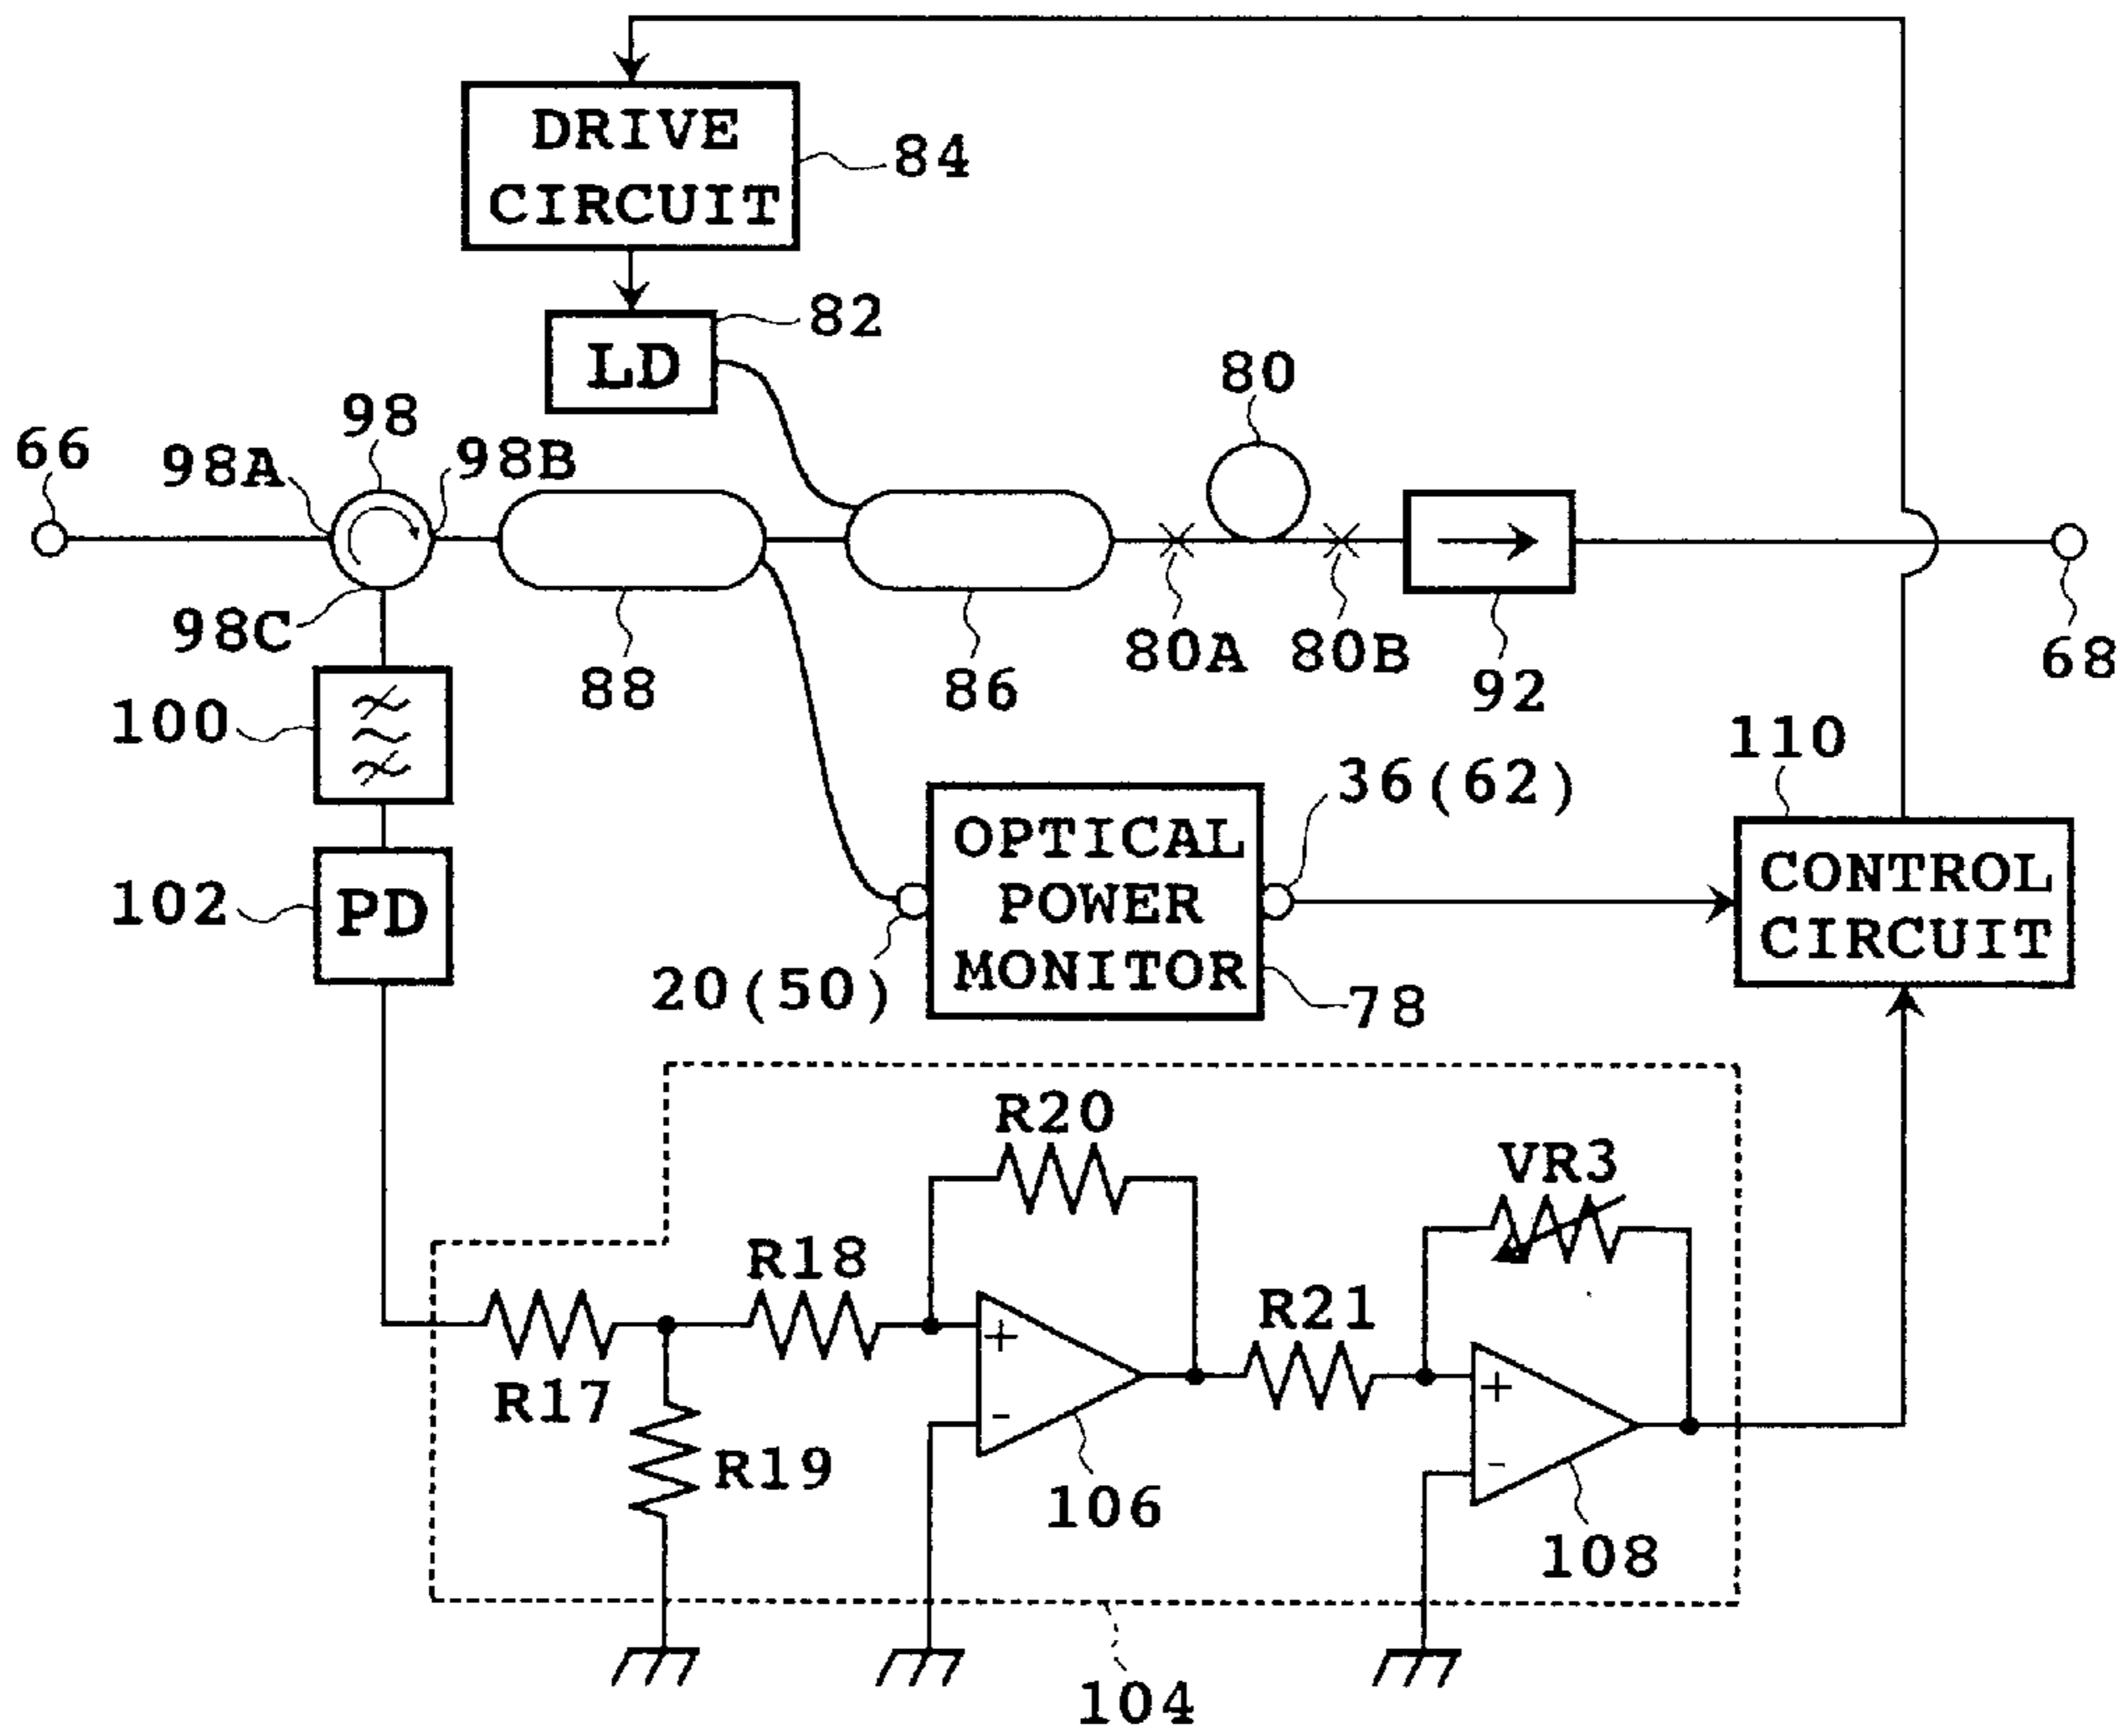 DRIVE
CIRCUIT
84
82
LD
80
98
66
98A
98B
98C
88
86
80A
80B
92
68
100
110
36(62)
OPTICAL
POWER
MONITOR
CONTROL
CIRCUIT
102
PD
20(50)
78
R20
VR3
R18
R21
+
R17
+
-
R19
-
106
108
104